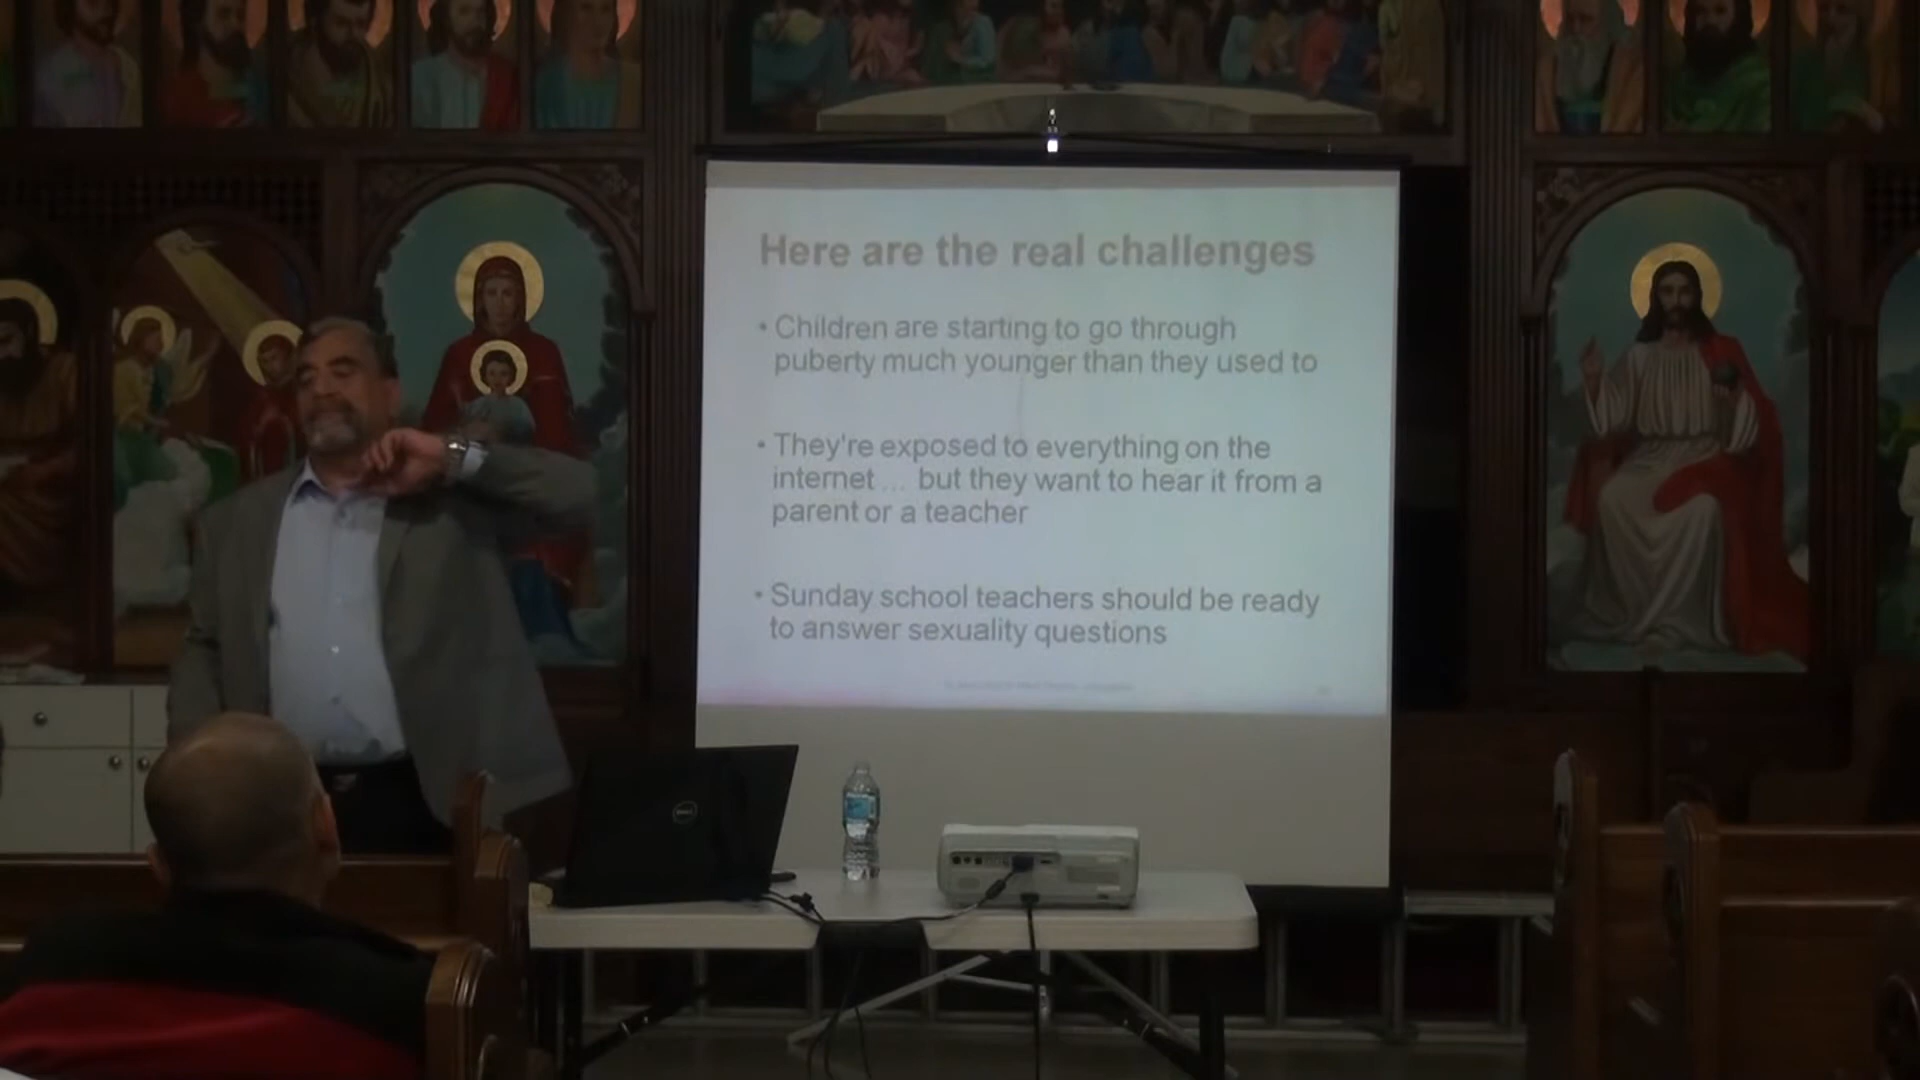 Here are the real challenges
• Children are starting to go through
puberty much younger than they used to
• They're exposed to everything on the
internet... but they want to hear it from a
parent or a teacher
• Sunday school teachers should be ready
to answer sexuality questions
DELL